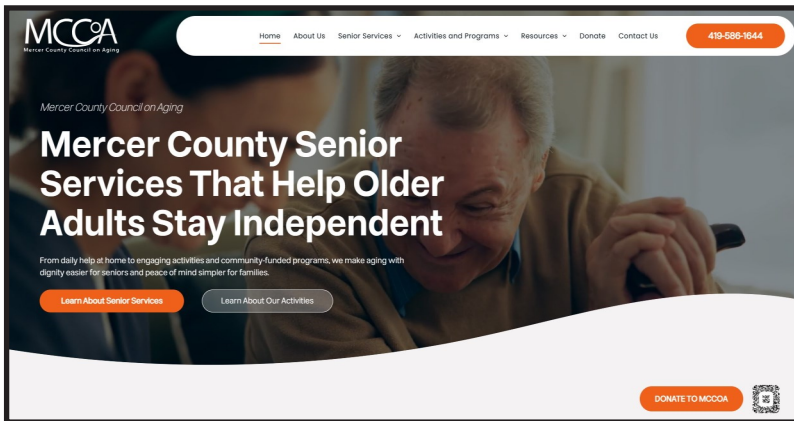 MCCoA
Mercer County Council on Aging
Home About Us Senior Services Activities and Programs Resources Donate Contact Us
419-586-1644
Mercer County Council on Aging
Mercer County Senior
Services That Help Older
Adults Stay Independent
From daily help at home to engaging activities and community-funded programs, we make aging with
dignity easier for seniors and peace of mind simpler for families.
Learn About Senior Services Learn About Our Activities
DONATE TO MCCOA